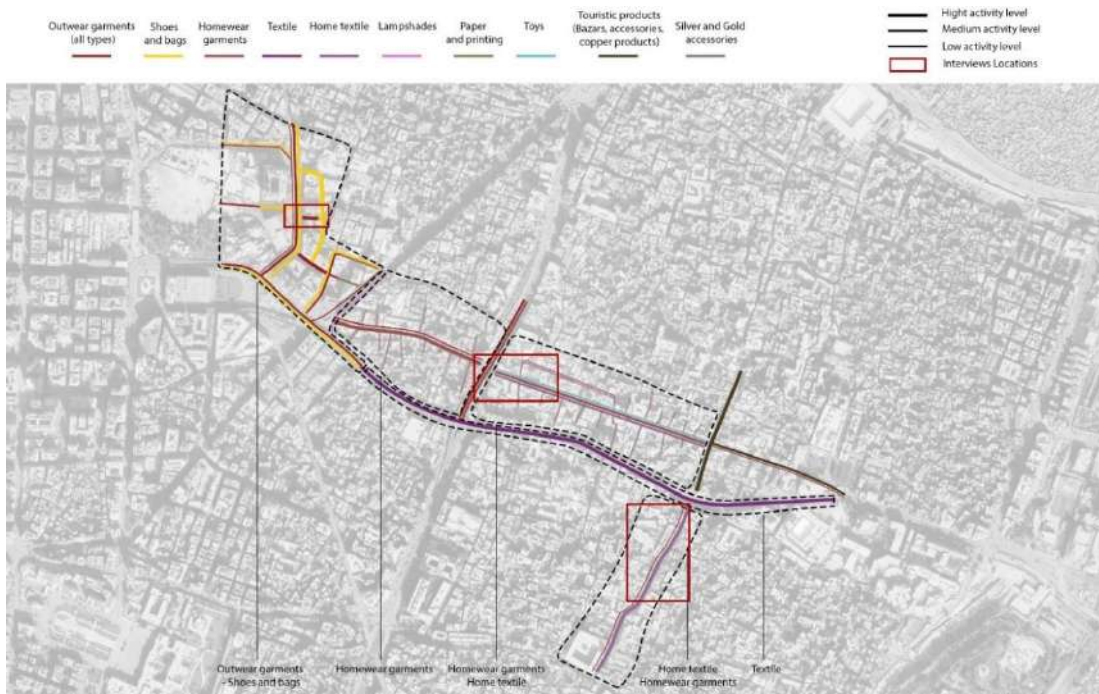 Outwear garments
(all types)
Shoes
and bags
Homewear
garments
Textile
Home textile
Lampshades
Paper
and printing
Toys
Touristic products
(Bazars, accessories,
copper products)
Silver and Gold
accessories
Hight activity level
Medium activity level
Low activity level
Interviews Locations
Outwear garments
- Shoes and bags
Homewear garments
Homewear garments
Home textile
Home textile
Homewear garments
Textile